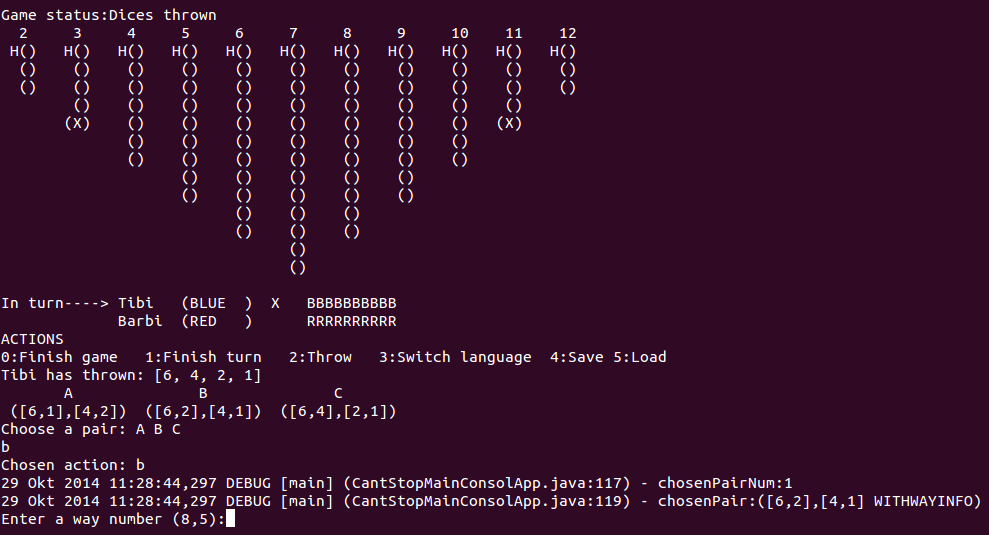 Game status:Dices thrown
  2     3     4     5     6     7     8     9     10    11    12
 H()   H()   H()   H()   H()   H()   H()   H()   H()   H()   H()
  ()    ()    ()    ()    ()    ()    ()    ()    ()    ()    ()
  ()    ()    ()    ()    ()    ()    ()    ()    ()    ()    ()
        ()    ()    ()    ()    ()    ()    ()    ()    ()
       (X)    ()    ()    ()    ()    ()    ()    ()   (X)
              ()    ()    ()    ()    ()    ()    ()
              ()    ()    ()    ()    ()    ()    ()
                    ()    ()    ()    ()    ()
                    ()    ()    ()    ()    ()
                          ()    ()    ()
                          ()    ()    ()
                                ()
                                ()
In turn----> Tibi   (BLUE  )  X   BBBBBBBBBB
             Barbi  (RED   )      RRRRRRRRRR
ACTIONS
0:Finish game   1:Finish turn   2:Throw   3:Switch language  4:Save 5:Load
Tibi has thrown: [6, 4, 2, 1]
       A              B              C
 ([6,1],[4,2])  ([6,2],[4,1])  ([6,4],[2,1])
Choose a pair: A B C
b
Chosen action: b
29 Okt 2014 11:28:44,297 DEBUG [main] (CantStopMainConsolApp.java:117) - chosenPairNum:1
29 Okt 2014 11:28:44,297 DEBUG [main] (CantStopMainConsolApp.java:119) - chosenPair:([6,2],[4,1] WITHWAYINFO)
Enter a way number (8,5):